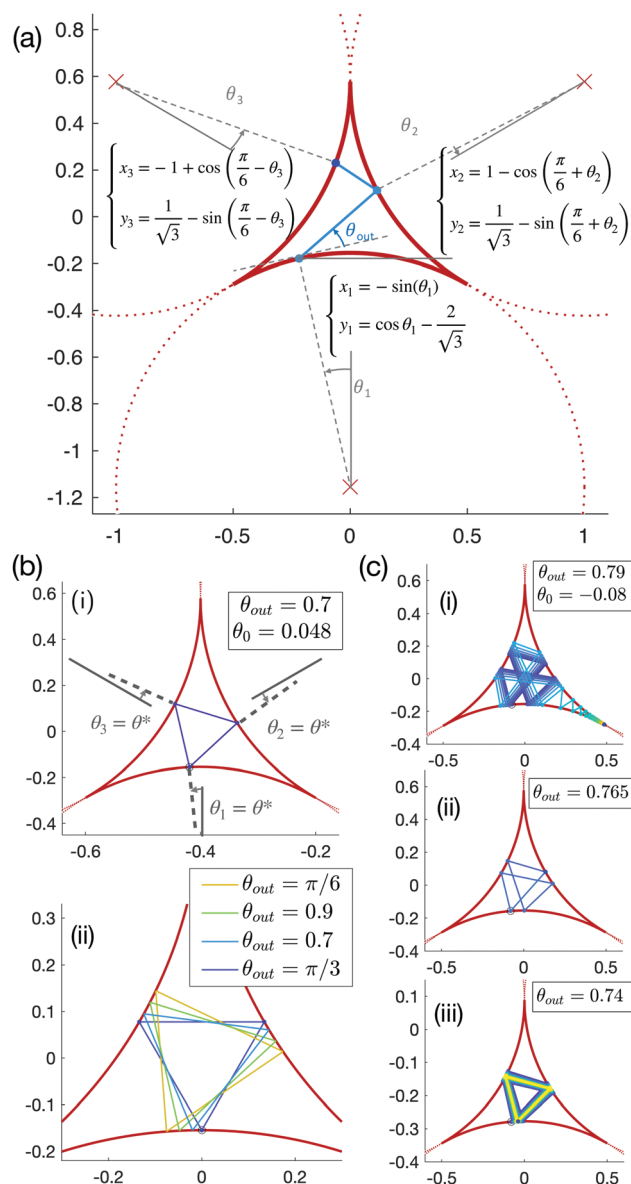 (a)
0.8
0.6
0.4
0.2
0
-0.2
-0.4
-0.6
-0.8
-1
-1.2
-1
-0.5
0
0.5
1
θ3
θ2
x3 = − 1 + cos (π/6 − θ3)
y3 = 1/√3 − sin (π/6 − θ3)
x2 = 1 − cos (π/6 + θ2)
y2 = 1/√3 − sin (π/6 + θ2)
θout
x1 = − sin(θ1)
y1 = cos θ1 − 2/√3
θ1
(b)
(i)
θout = 0.7
θ0 = 0.048
0.6
0.4
0.2
0
-0.2
-0.4
-0.6
-0.4
-0.2
θ3 = θ*
θ2 = θ*
θ1 = θ*
(ii)
θout = π/6
θout = 0.9
θout = 0.7
θout = π/3
0.3
0.2
0.1
0
-0.1
-0.2
-0.2
0
0.2
(c)
(i)
θout = 0.79
θ0 = −0.08
0.6
0.4
0.2
0
-0.2
-0.4
-0.5
0
0.5
(ii)
θout = 0.765
0.6
0.4
0.2
0
-0.2
-0.4
-0.5
0
0.5
(iii)
θout = 0.74
0.1
0
-0.1
-0.2
-0.3
0.4
-0.5
0
0.5